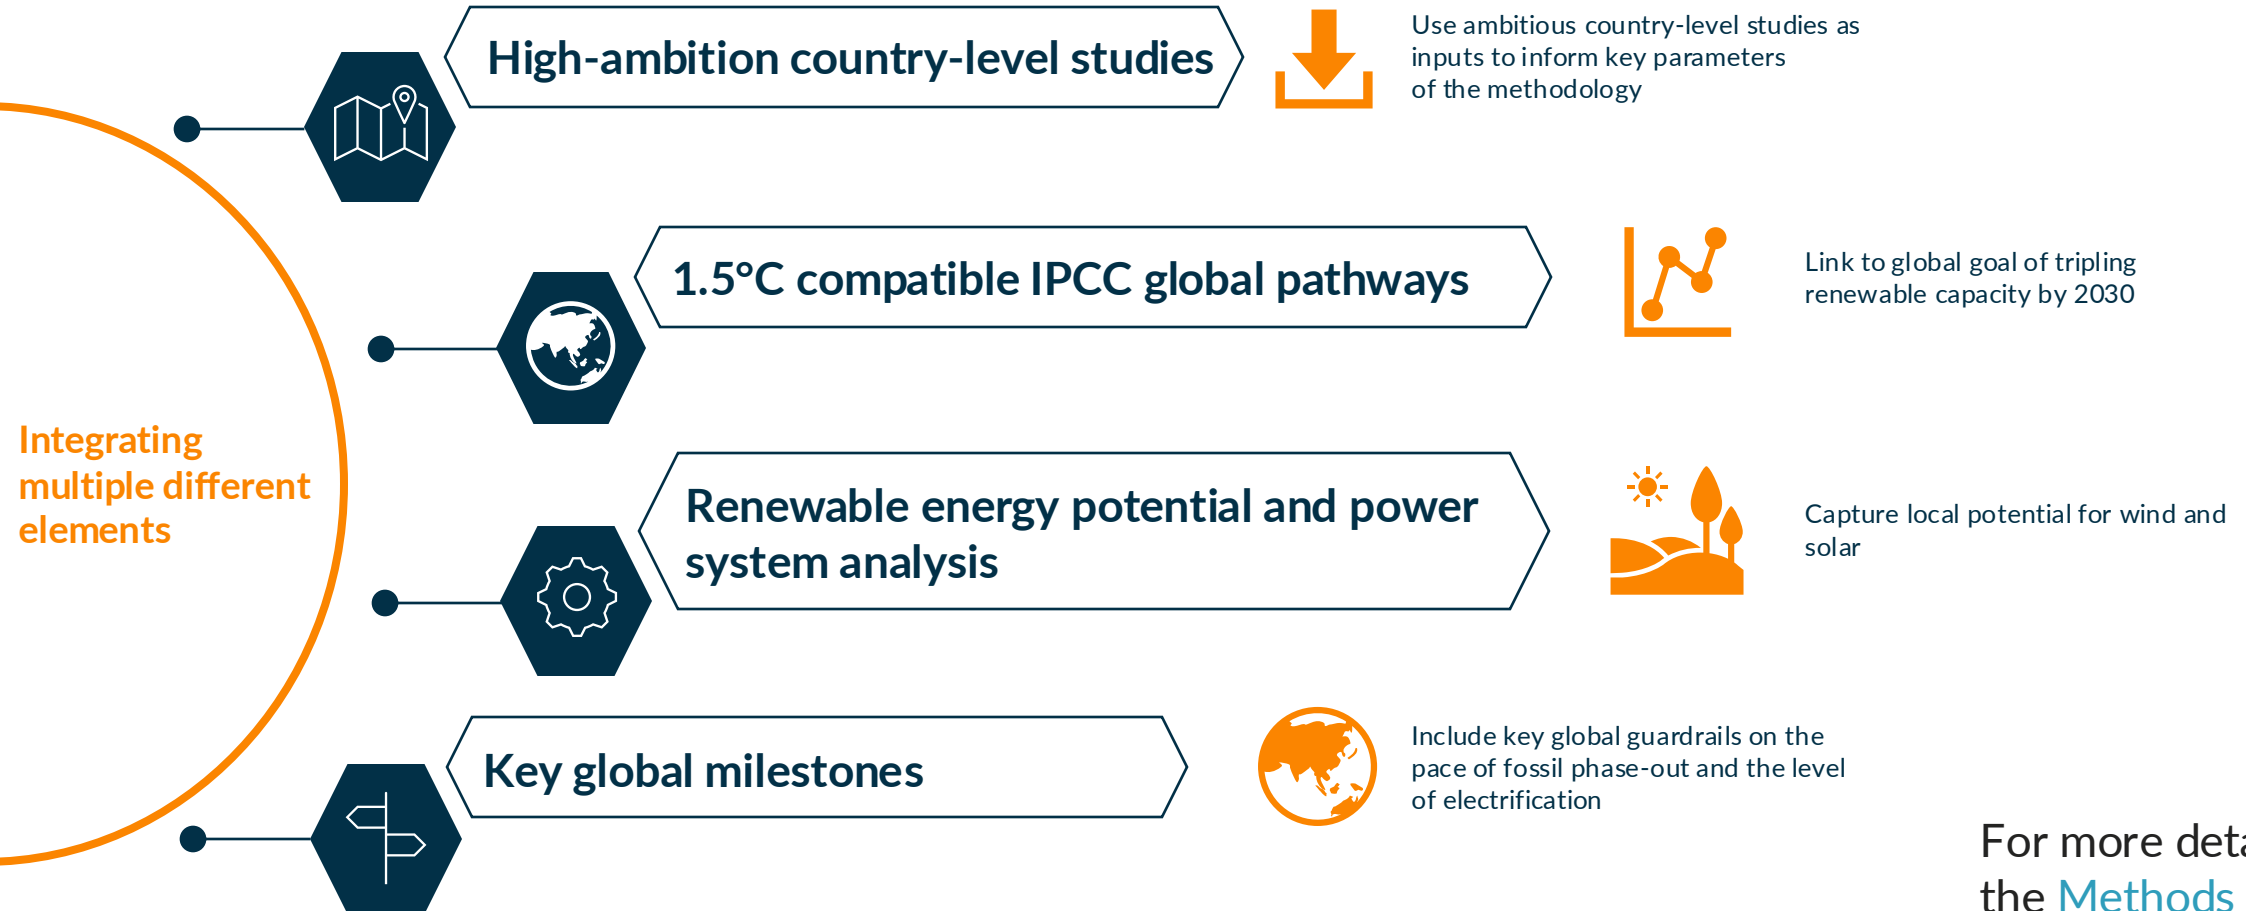 High-ambition country-level studies
Use ambitious country-level studies as
inputs to inform key parameters
of the methodology
1.5°C compatible IPCC global pathways
Link to global goal of tripling
renewable capacity by 2030
Integrating
multiple different
elements
Renewable energy potential and power
system analysis
Capture local potential for wind and
solar
Key global milestones
Include key global guardrails on the
pace of fossil phase-out and the level
of electrification
For more
the Methods